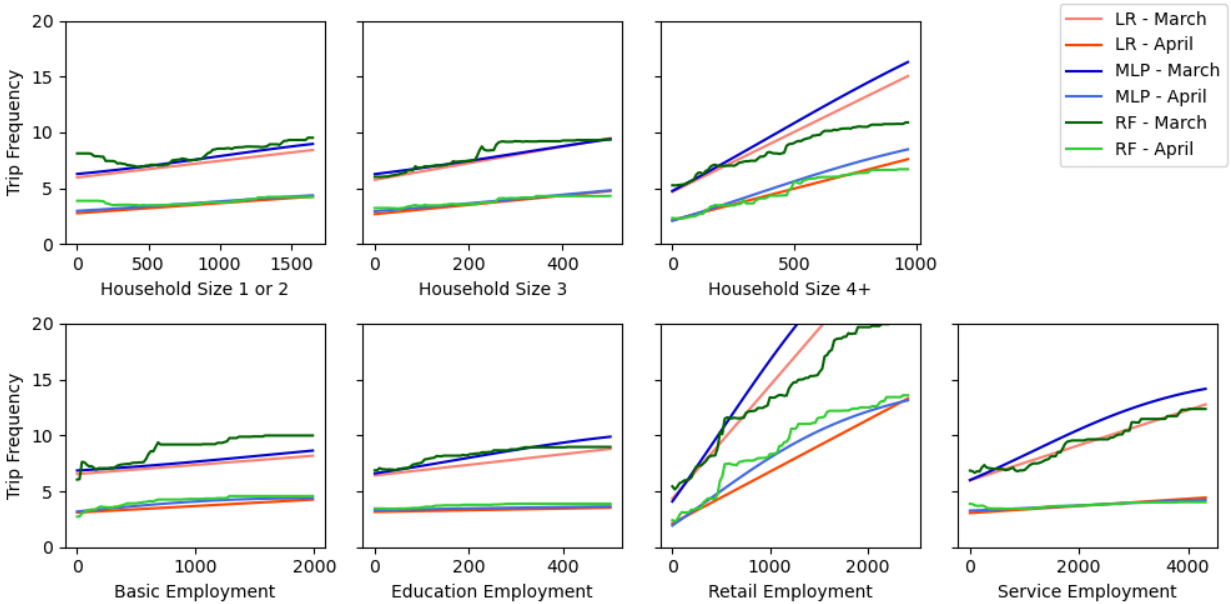 LR - March
LR - April
MLP - March
MLP - April
RF - March
RF - April
Trip Frequency
20
15
10
5
0
0 500 1000 1500
Household Size 1 or 2
0 200 400
Household Size 3
0 500 1000
Household Size 4+
Trip Frequency
20
15
10
5
0
0 1000 2000
Basic Employment
0 200 400
Education Employment
0 1000 2000
Retail Employment
0 2000 4000
Service Employment